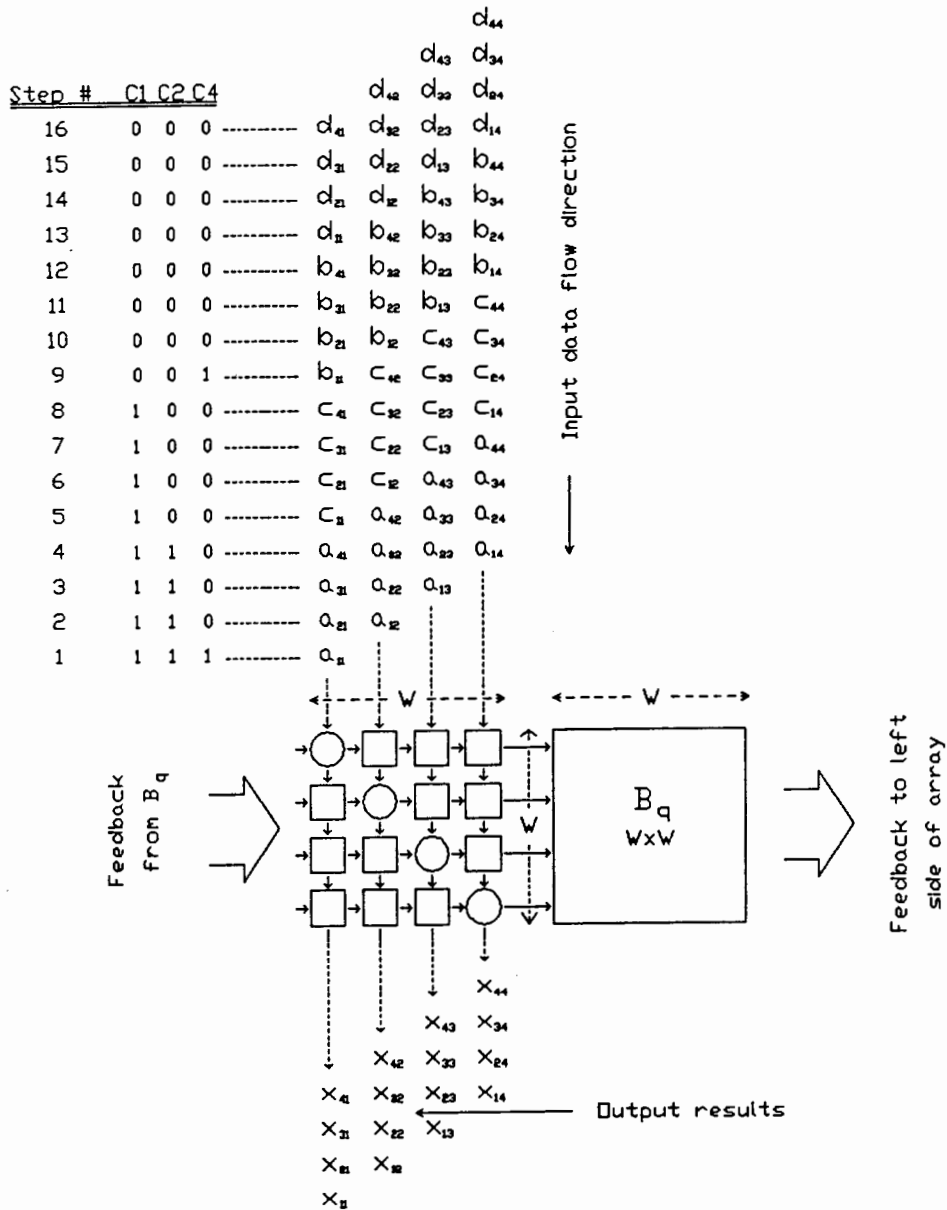 d₄₄
d₄₃ d₃₄
Step # C1 C2 C4 d₄₂ d₃₃ d₂₄
16 0 0 0 ---------- d₄₁ d₃₂ d₂₃ d₁₄
15 0 0 0 ---------- d₃₁ d₂₂ d₁₃ b₄₄
14 0 0 0 ---------- d₂₁ d₁₂ b₄₃ b₃₄
13 0 0 0 ---------- d₁₁ b₄₂ b₃₃ b₂₄
12 0 0 0 ---------- b₄₁ b₃₂ b₂₃ b₁₄
11 0 0 0 ---------- b₃₁ b₂₂ b₁₃ c₄₄
10 0 0 0 ---------- b₂₁ b₁₂ c₄₃ c₃₄
9 0 0 1 ---------- b₁₁ c₄₂ c₃₃ c₂₄
8 1 0 0 ---------- c₄₁ c₃₂ c₂₃ c₁₄
7 1 0 0 ---------- c₃₁ c₂₂ c₁₃ a₄₄
6 1 0 0 ---------- c₂₁ c₁₂ a₄₃ a₃₄
5 1 0 0 ---------- c₁₁ a₄₂ a₃₃ a₂₄
4 1 1 0 ---------- a₄₁ a₃₂ a₂₃ a₁₄
3 1 1 0 ---------- a₃₁ a₂₂ a₁₃
2 1 1 0 ---------- a₂₁ a₁₂
1 1 1 1 ---------- a₁₁
Input data flow direction
W
W
Feedback
from B_q
W
B_q
WxW
Feedback to left
side of array
x₄₄
x₄₃ x₃₄
x₄₂ x₃₃ x₂₄
x₄₁ x₃₂ x₂₃ x₁₄
Output results
x₃₁ x₂₂ x₁₃
x₂₁ x₁₂
x₁₁